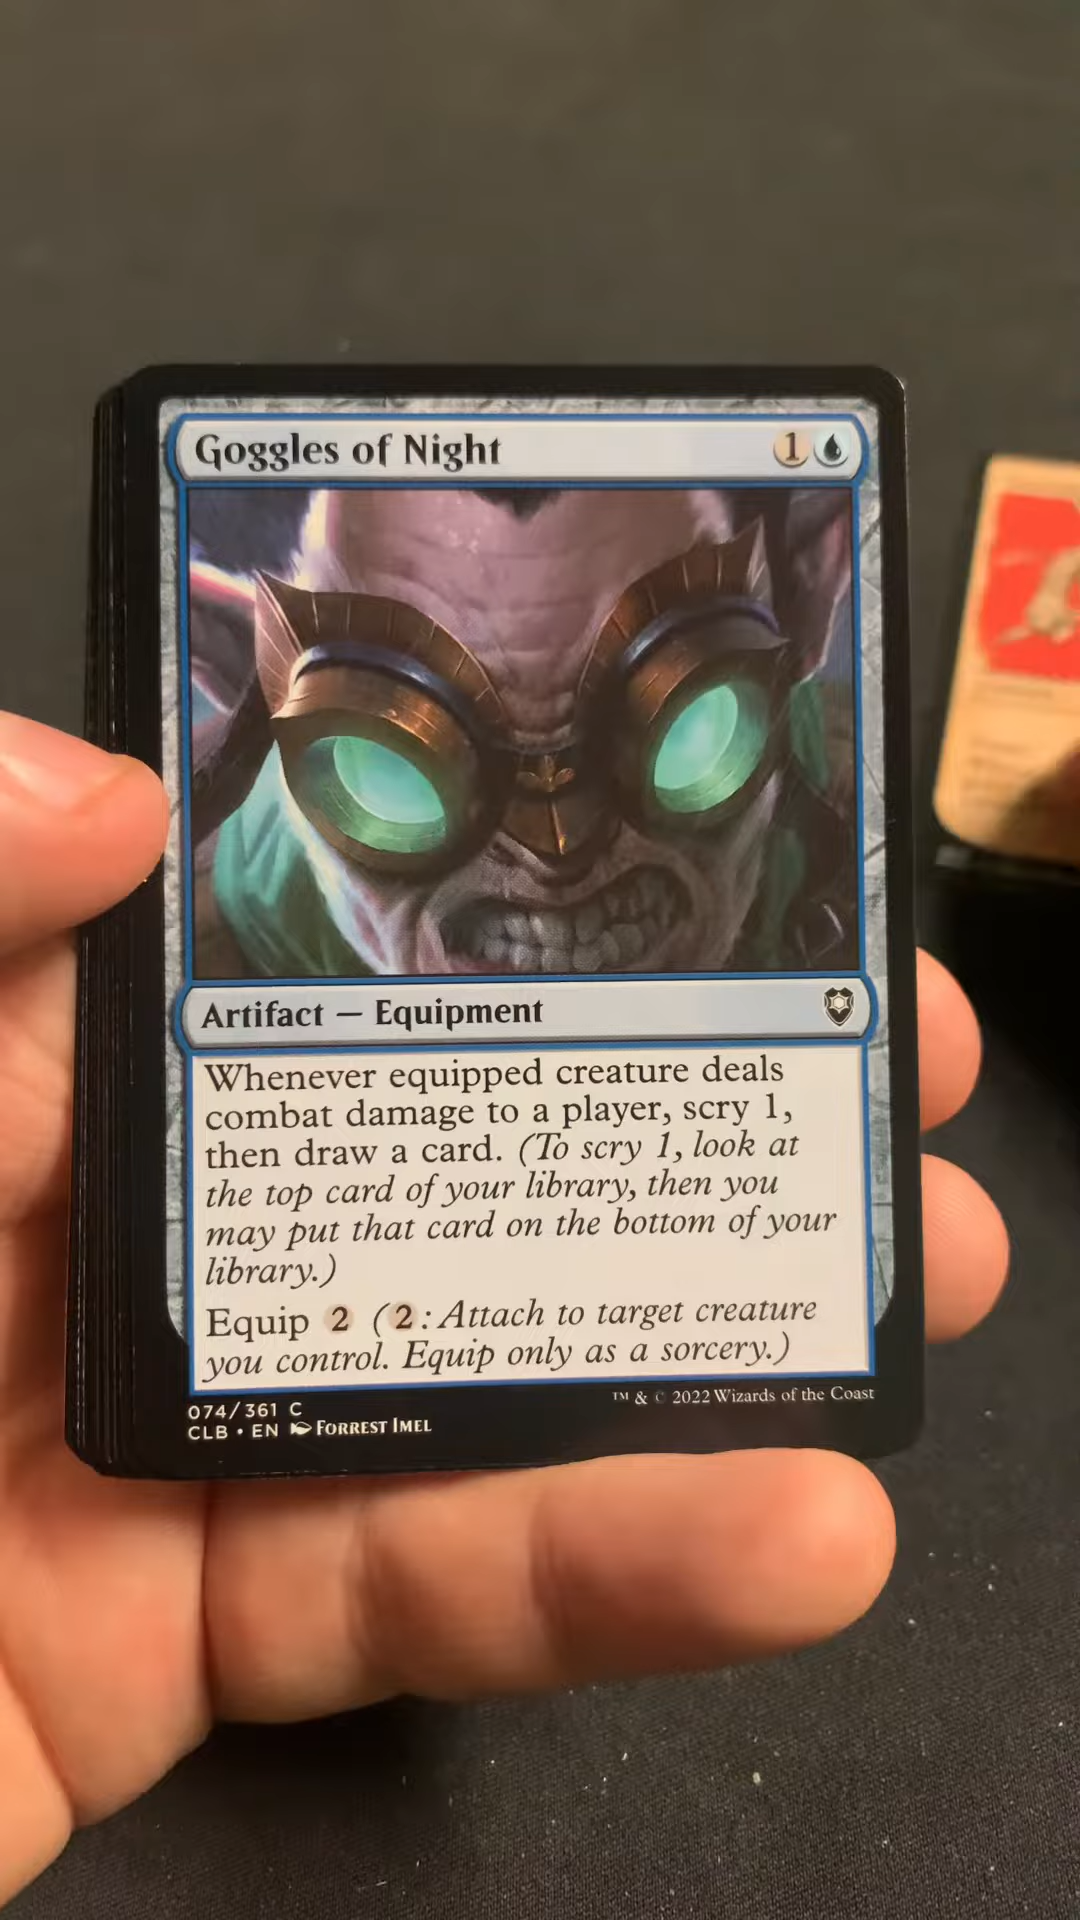 Goggles of Night 1
Artifact — Equipment
Whenever equipped creature deals
combat damage to a player, scry 1,
then draw a card. (To scry 1, look at
the top card of your library, then you
may put that card on the bottom of your
library.)
Equip 2 (2: Attach to target creature
you control. Equip only as a sorcery.)
074/361 C
™ & © 2022 Wizards of the Coast
CLB • EN Forrest Imel